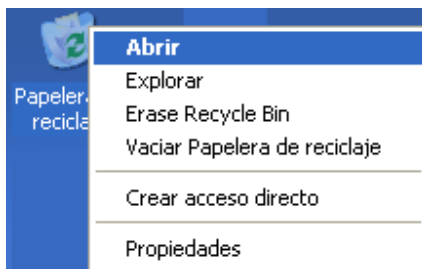 Abrir
Explorar
Erase Recycle Bin
Vaciar Papelera de reciclaje
Crear acceso directo
Propiedades